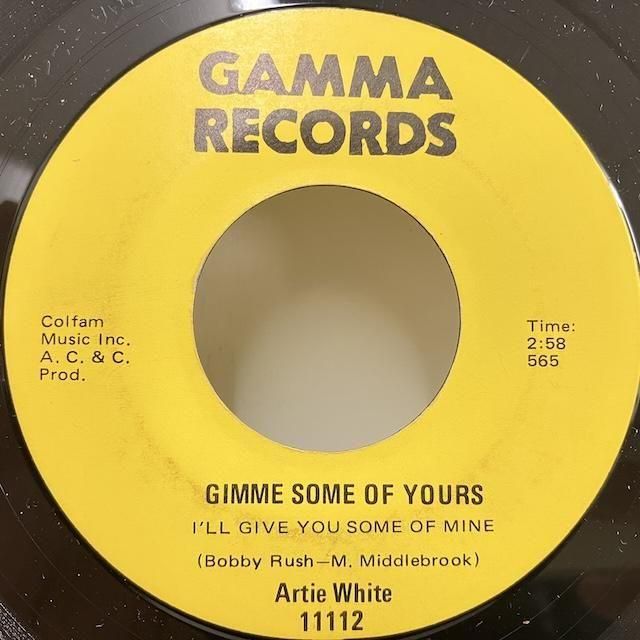 GAMMA
RECORDS
Colfam
Music Inc.
A. C. & C.
Prod.
Time:
2:58
565
GIMME SOME OF YOURS
I'LL GIVE YOU SOME OF MINE
(Bobby Rush—M. Middlebrook)
Artie White
11112